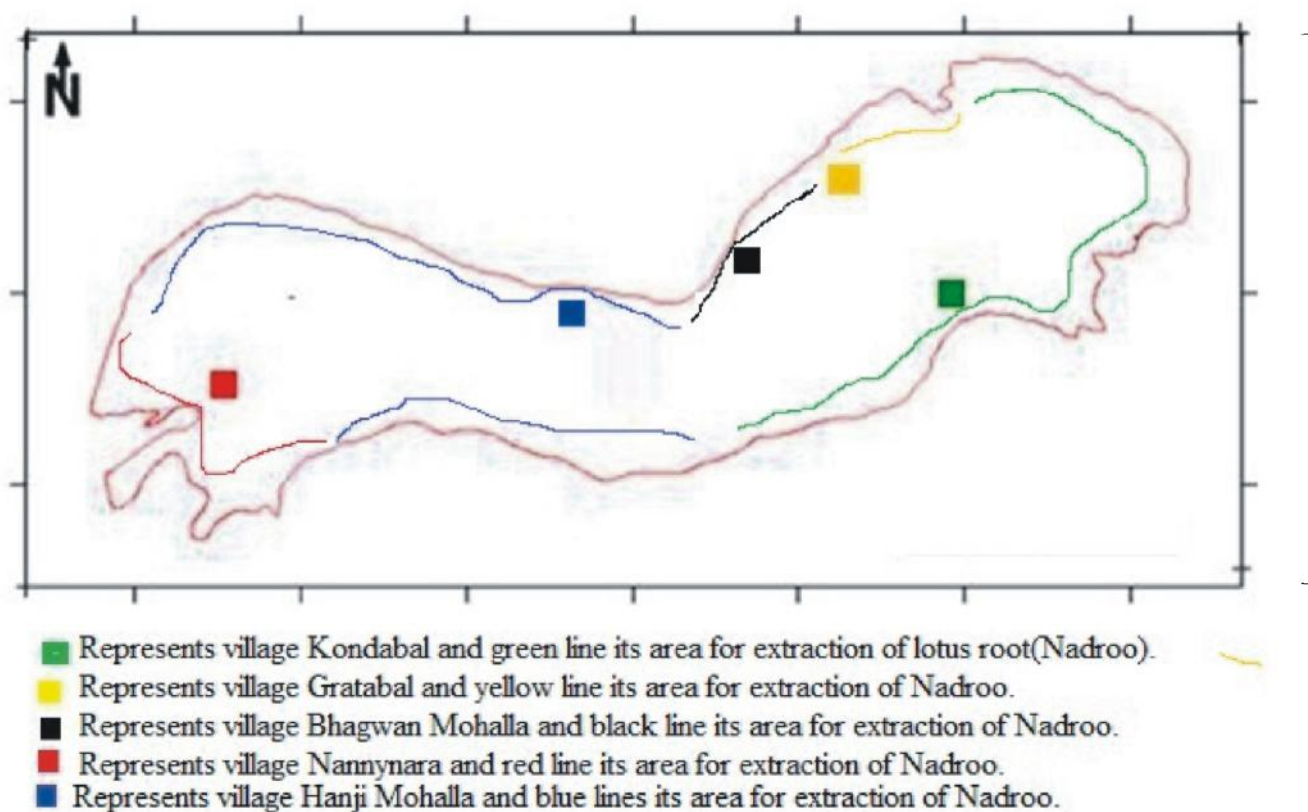 N
Represents village Kondabal and green line its area for extraction of lotus root(Nadroo).
Represents village Gratabal and yellow line its area for extraction of Nadroo.
Represents village Bhagwan Mohalla and black line its area for extraction of Nadroo.
Represents village Nannynara and red line its area for extraction of Nadroo.
Represents village Hanji Mohalla and blue lines its area for extraction of Nadroo.